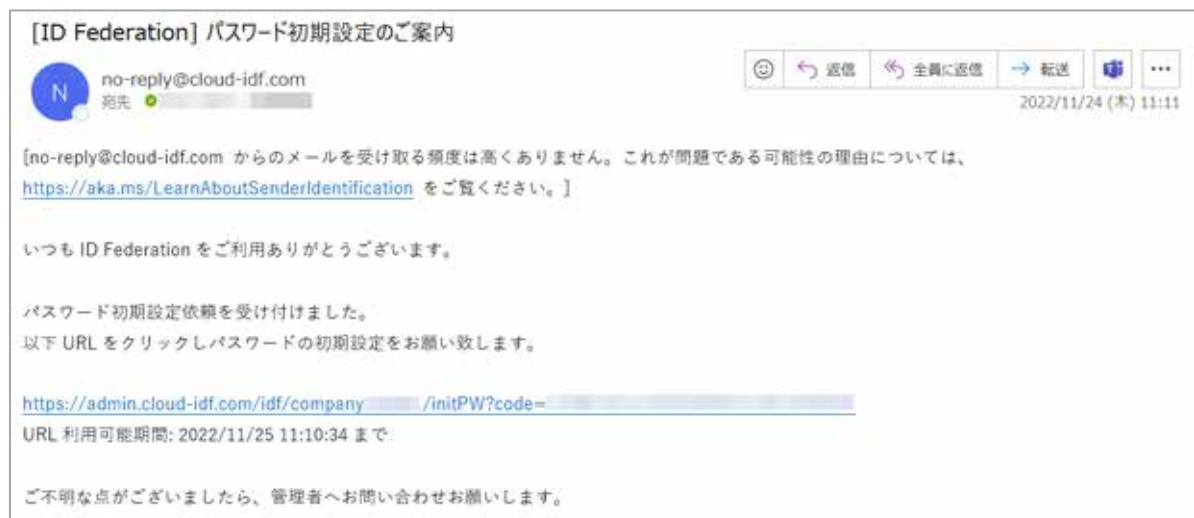 [ID Federation] パスワード初期設定のご案内
N
no-reply@cloud-idf.com
宛先
返信
全員に返信
転送
2022/11/24 (木) 11:11
[no-reply@cloud-idf.com からのメールを受け取る頻度は高くありません。これが問題である可能性の理由については、
https://aka.ms/LearnAboutSenderIdentification をご覧ください。]
いつも ID Federation をご利用ありがとうございます。
パスワード初期設定依頼を受け付けました。
以下 URL をクリックしパスワードの初期設定をお願い致します。
https://admin.cloud-idf.com/idf/company /initPW?code=
URL 利用可能期間: 2022/11/25 11:10:34 まで
ご不明な点がございましたら、管理者へお問い合わせお願いします。